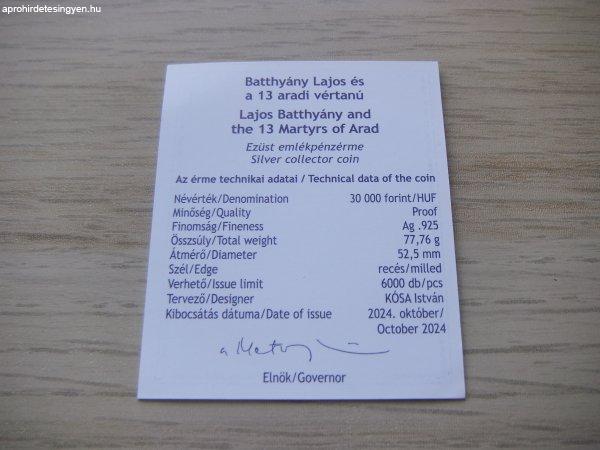 aprohirdetesingyen.hu
Batthyány Lajos és
a 13 aradi vértanú
Lajos Batthyány and
the 13 Martyrs of Arad
Ezüst emlékpénzérme
Silver collector coin
Az érme technikai adatai / Technical data of the coin
Névérték/Denomination 30 000 forint/HUF
Minőség/Quality Proof
Finomság/Fineness Ag .925
Összsúly/Total weight 77,76 g
Átmérő/Diameter 52,5 mm
Szél/Edge recés/milled
Verhető/Issue limit 6000 db/pcs
Tervező/Designer KÓSA István
Kibocsátás dátuma/Date of issue 2024. október/
October 2024
Elnök/Governor